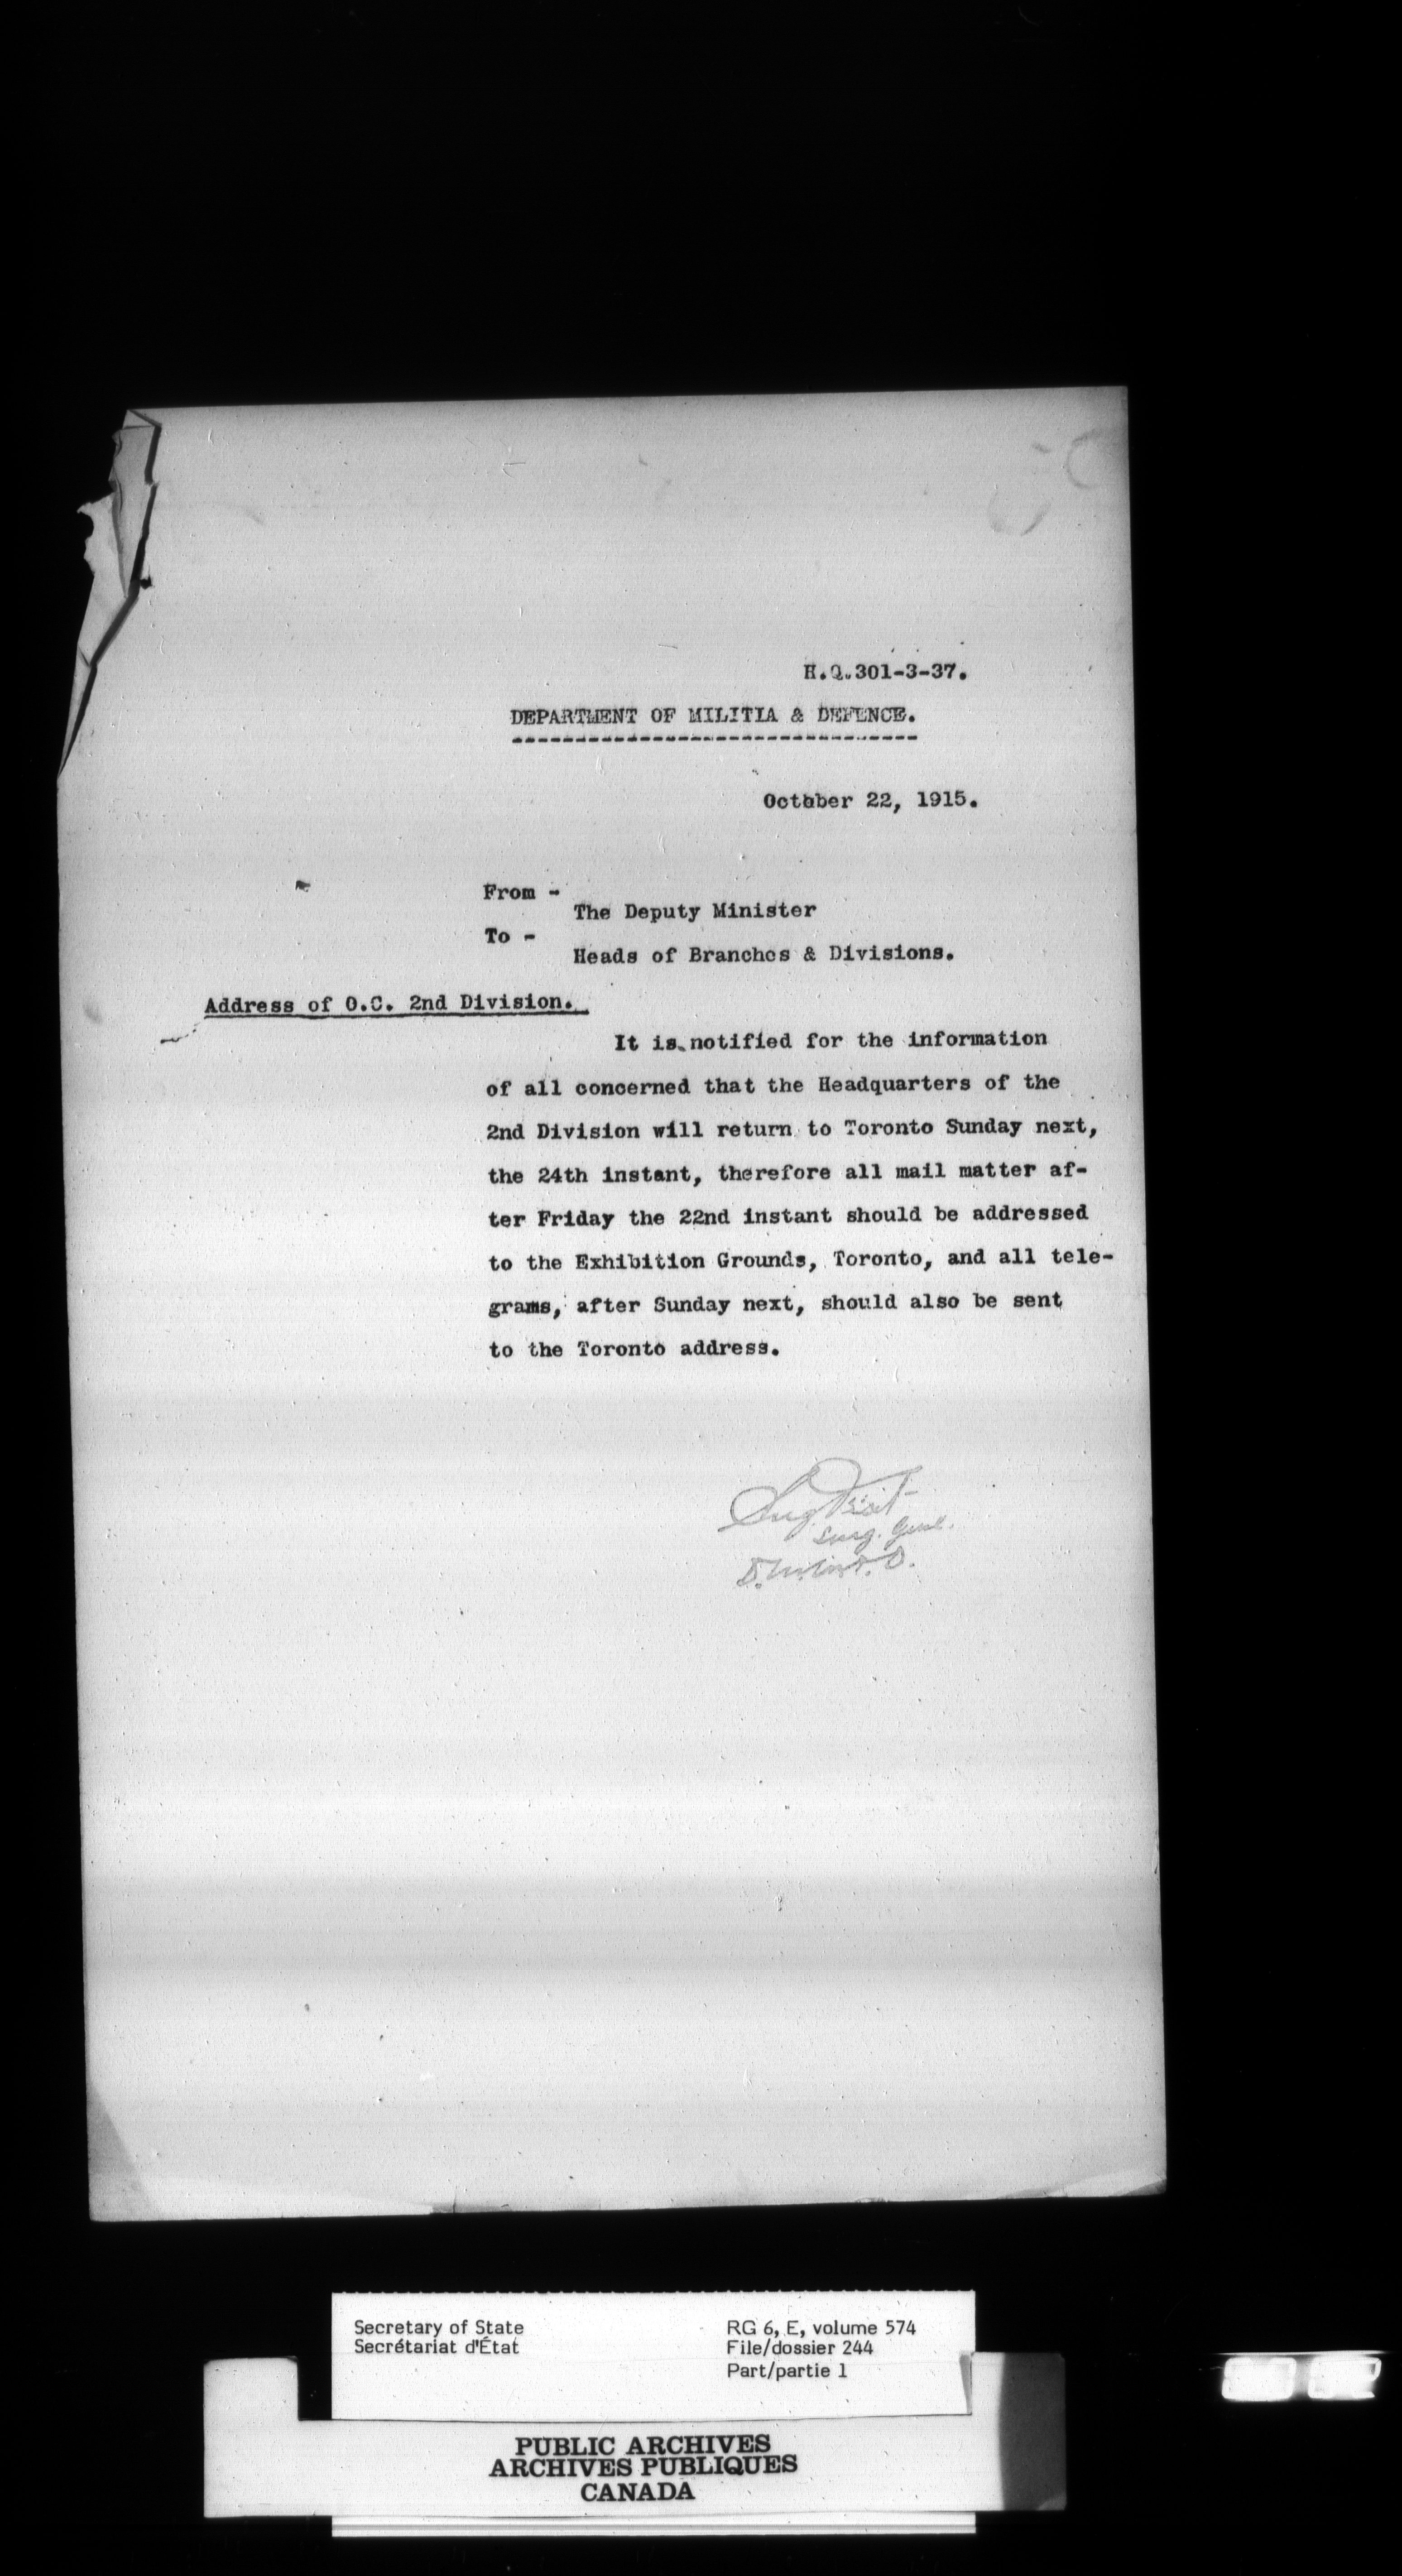 H.Q.301-3-37.
DEPARTMENT OF MILITIA & DEFENCE.
October 22, 1915.
From -
The Deputy Minister
To -
Heads of Branches & Divisions.
Address of O.C. 2nd Division.
It is notified for the information
of all concerned that the Headquarters of the
2nd Division will return to Toronto Sunday next,
the 24th instant, therefore all mail matter af-
ter Friday the 22nd instant should be addressed
to the Exhibition Grounds, Toronto, and all tele-
grams, after Sunday next, should also be sent
to the Toronto address.
Eug. Fiset
Surg. Genl.
Secretary of State
Secrétariat d'État
RG 6, E, volume 574
File/dossier 244
Part/partie 1
PUBLIC ARCHIVES
ARCHIVES PUBLIQUES
CANADA